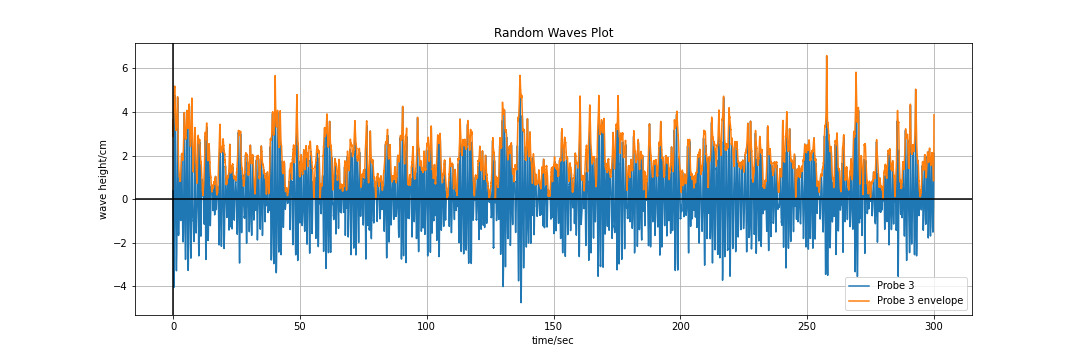 Random Waves Plot
wave height/cm
6
4
2
0
−2
−4
0
50
100
150
200
250
300
time/sec
Probe 3
Probe 3 envelope